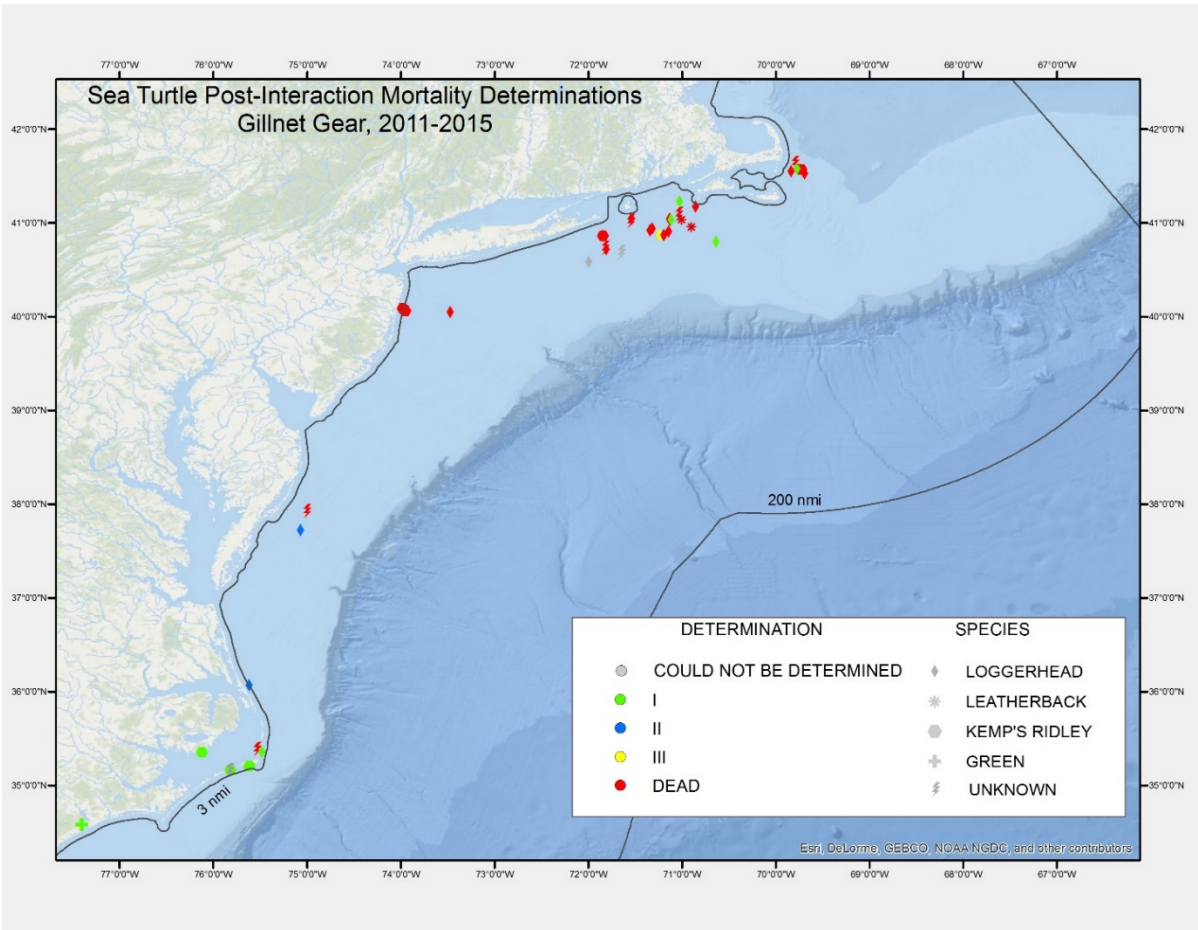 77°0'0"W 76°0'0"W 75°0'0"W 74°0'0"W 73°0'0"W 72°0'0"W 71°0'0"W 70°0'0"W 69°0'0"W 68°0'0"W 67°0'0"W
Sea Turtle Post-Interaction Mortality Determinations
Gillnet Gear, 2011-2015
42°0'0"N 42°0'0"N
41°0'0"N 41°0'0"N
40°0'0"N 40°0'0"N
39°0'0"N 39°0'0"N
38°0'0"N 200 nmi 38°0'0"N
37°0'0"N 37°0'0"N
DETERMINATION SPECIES
COULD NOT BE DETERMINED LOGGERHEAD
36°0'0"N 36°0'0"N
I LEATHERBACK
II KEMP'S RIDLEY
III GREEN
DEAD UNKNOWN
35°0'0"N 35°0'0"N
3 nmi
Esri, DeLorme, GEBCO, NOAA NGDC, and other contributors
77°0'0"W 76°0'0"W 75°0'0"W 74°0'0"W 73°0'0"W 72°0'0"W 71°0'0"W 70°0'0"W 69°0'0"W 68°0'0"W 67°0'0"W